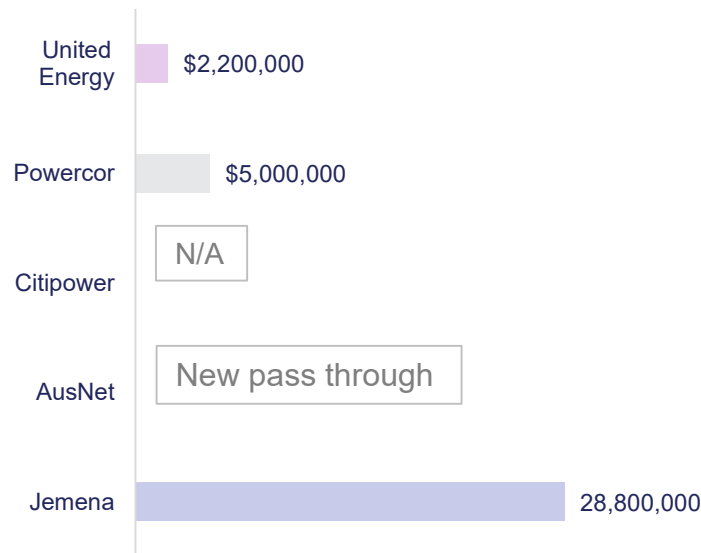 United
Energy
$2,200,000
Powercor
$5,000,000
N/A
Citipower
New pass through
AusNet
Jemena
28,800,000